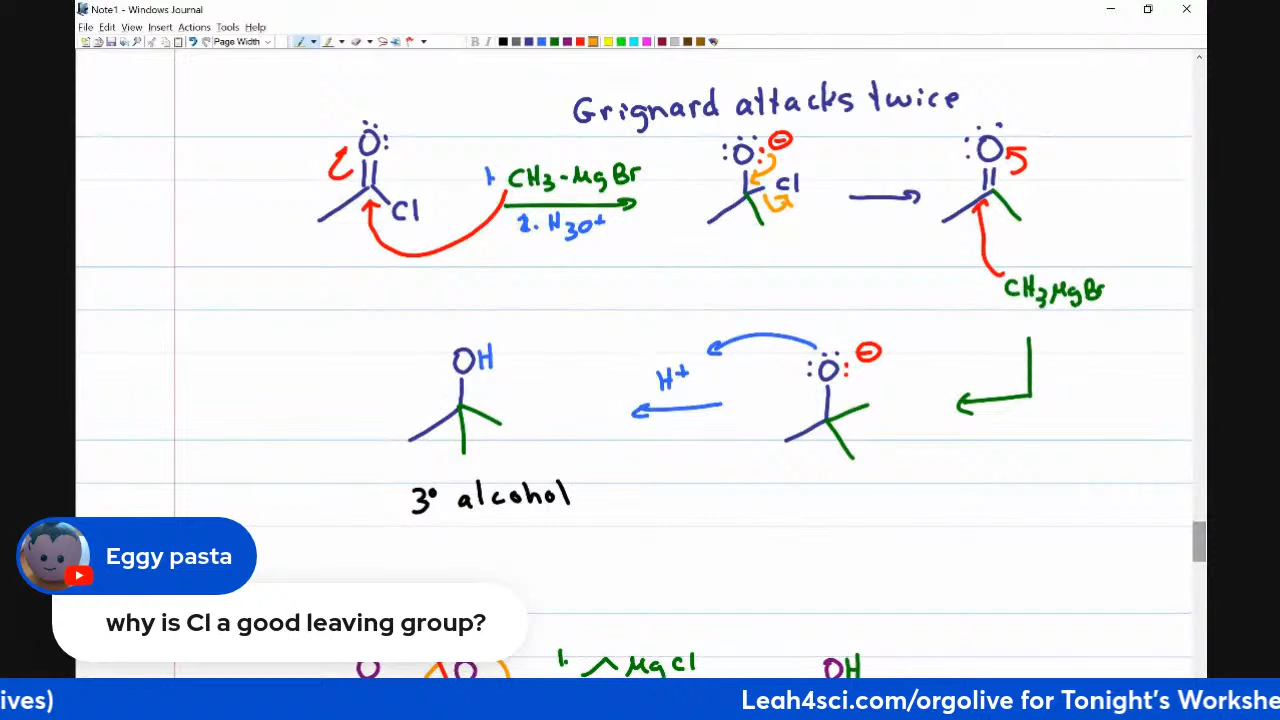 Note1 - Windows Journal
File Edit View Insert Actions Tools Help
Page Width
B I
Grignard attacks twice
O
Cl
1. CH3-MgBr
2. H3O+
O
Cl
O
CH3MgBr
OH
H+
O
3° alcohol
Eggy pasta
why is Cl a good leaving group?
O
O
1.
MgCl
OH
ives)
Leah4sci.com/orgolive for Tonight's Workshe